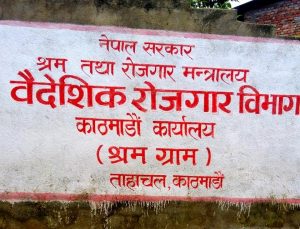 नेपाल सरकार
श्रम तथा रोजगार मन्त्रालय
वैदेशिक रोजगार विभाग
काठमाडौं कार्यालय
(श्रम ग्राम)
ताहाचल, काठमाडौं